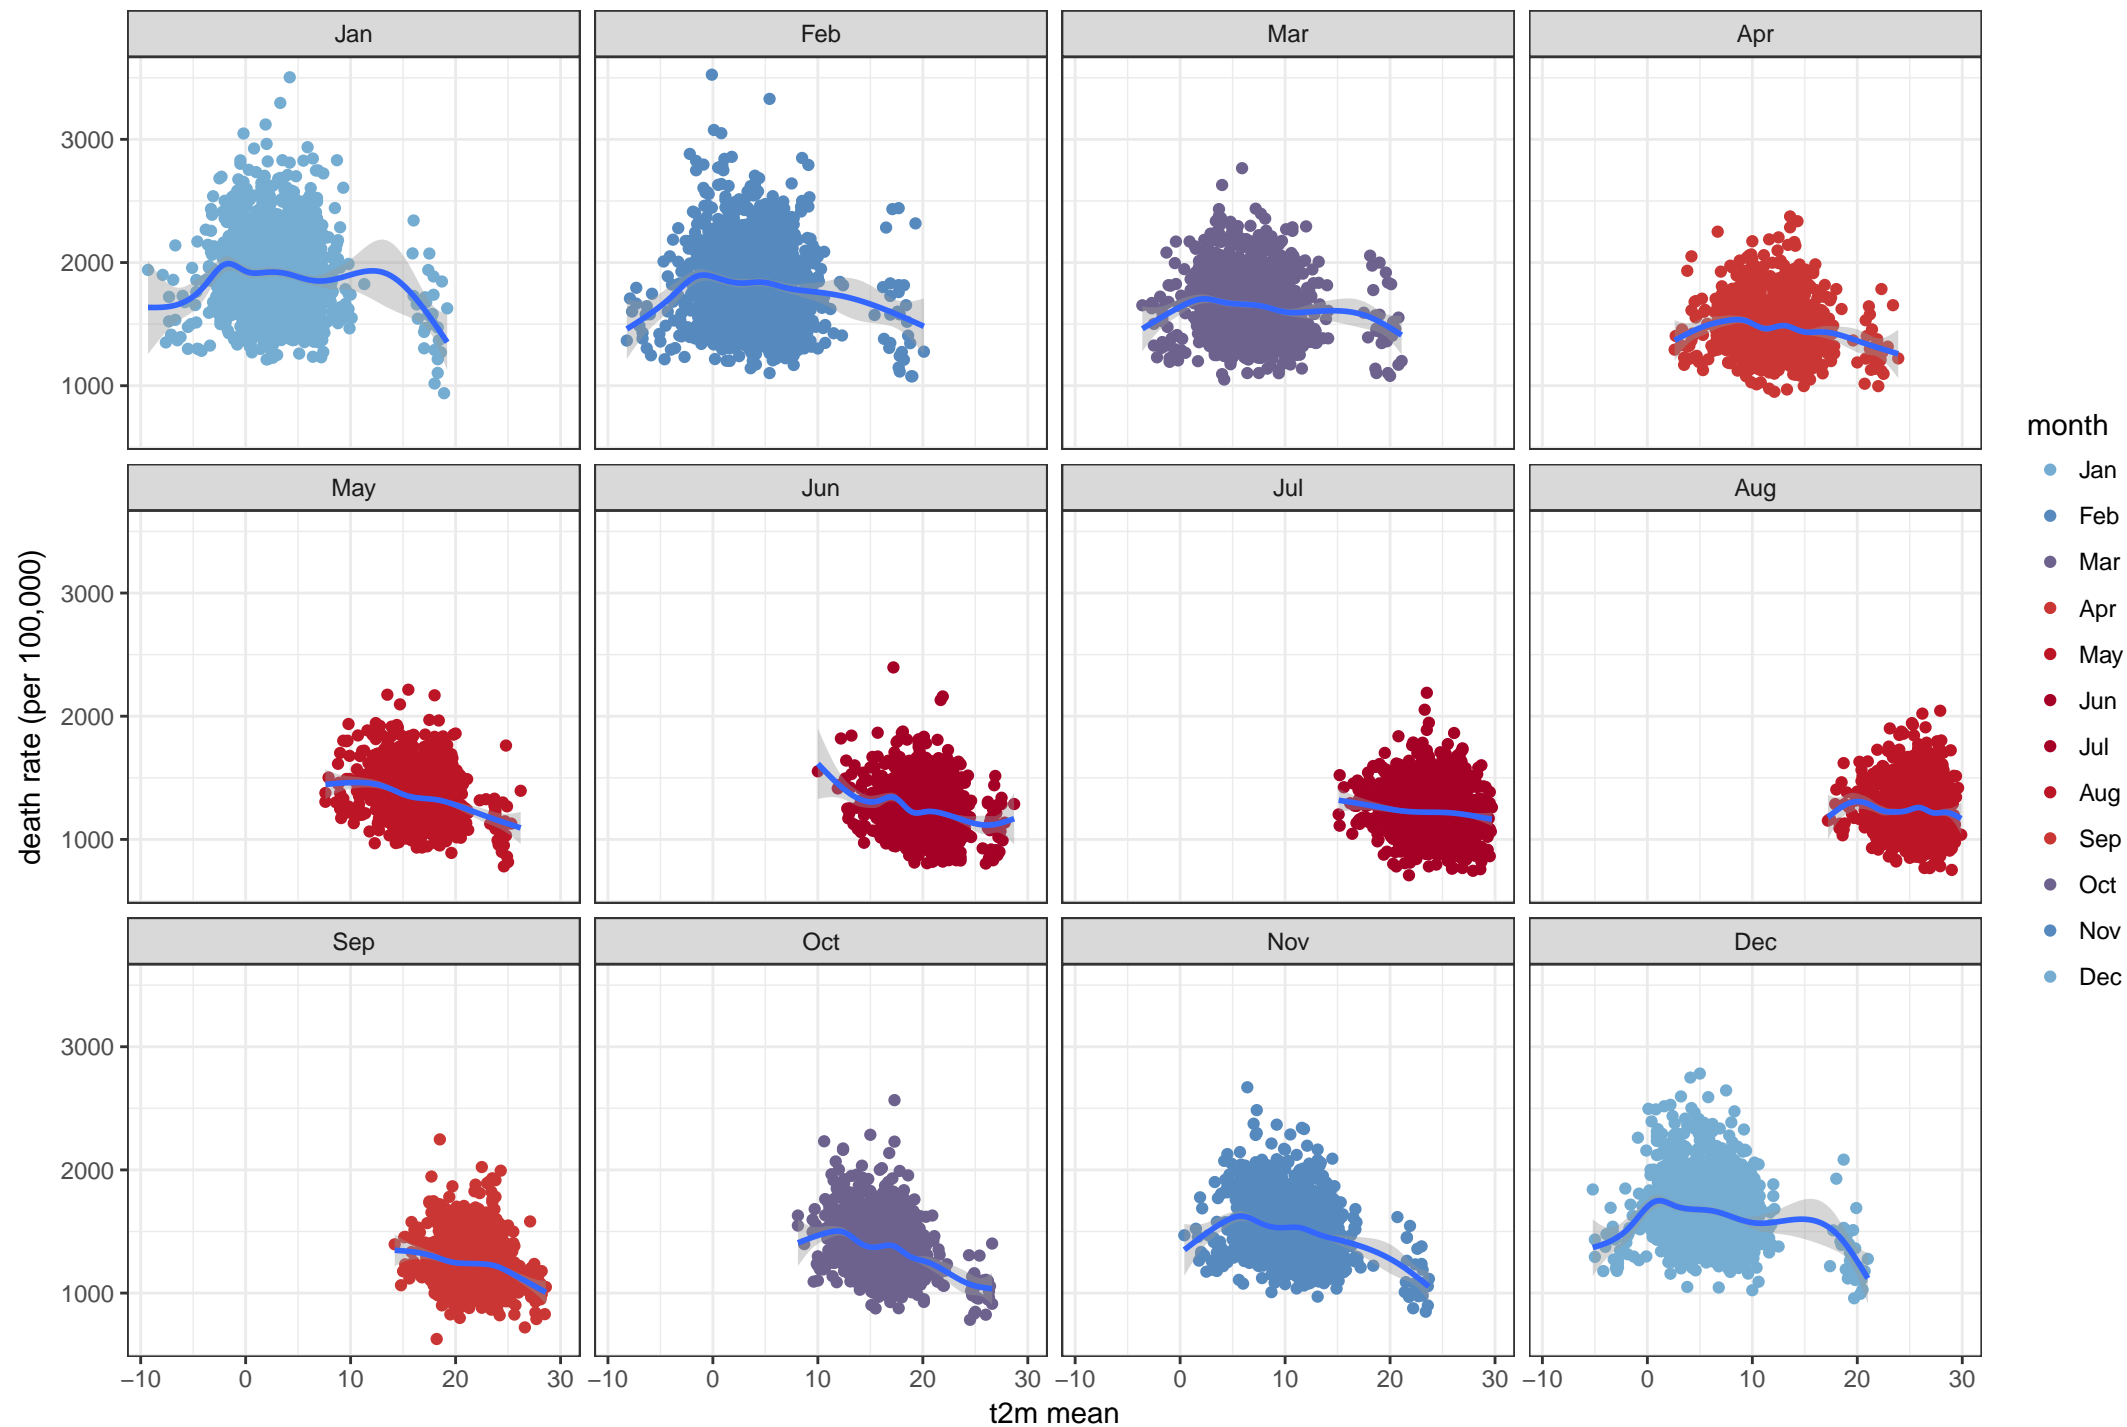 Jan Feb Mar Apr
3000
2000
1000
May Jun Jul Aug
3000
2000
1000
Sep Oct Nov Dec
3000
2000
1000
−10 0 10 20 30 −10 0 10 20 30 −10 0 10 20 30 −10 0 10 20 30
t2m mean
death rate (per 100,000)
month
Jan
Feb
Mar
Apr
May
Jun
Jul
Aug
Sep
Oct
Nov
Dec